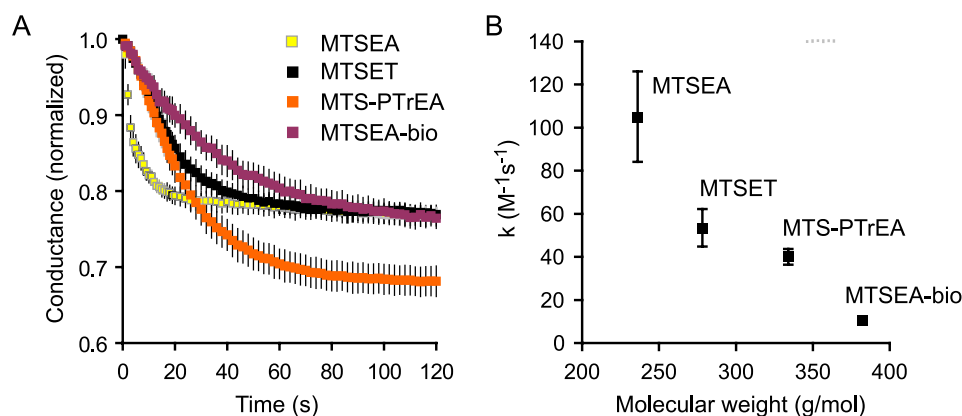 A
1.0
0.9
0.8
0.7
0.6
Conductance (normalized)
MTSEA
MTSET
MTS-PTrEA
MTSEA-bio
0 20 40 60 80 100 120
Time (s)
B
140
120
100
80
60
40
20
0
k (M-1s-1)
MTSEA
MTSET
MTS-PTrEA
MTSEA-bio
200 250 300 350 400
Molecular weight (g/mol)